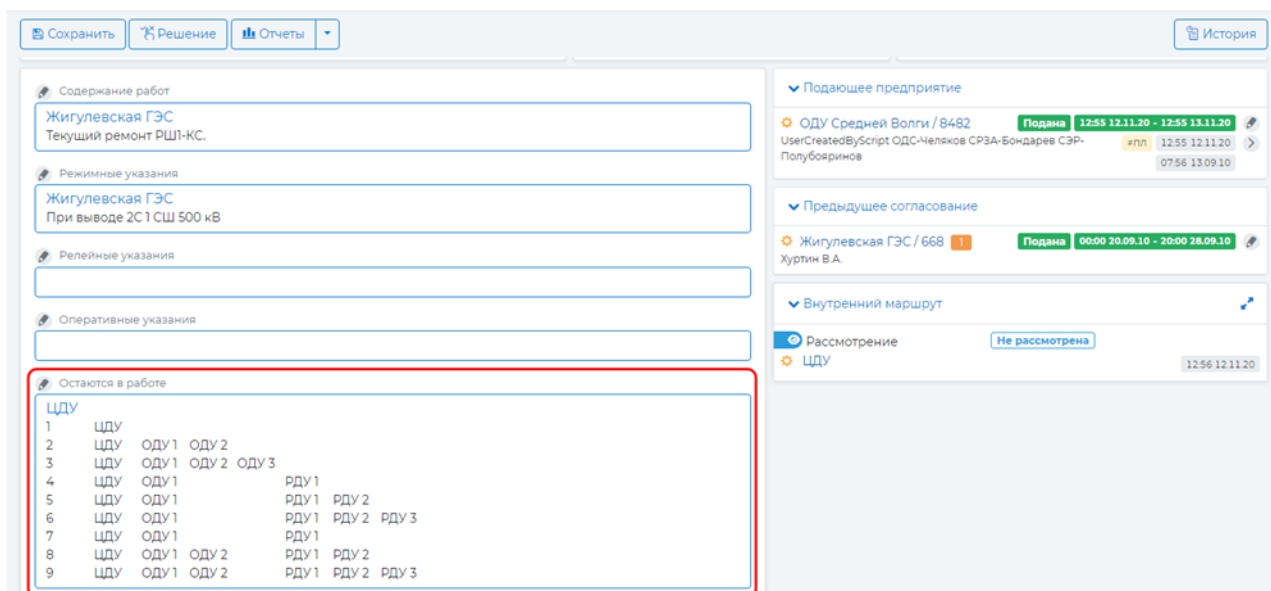 Сохранить Решение Отчеты История
Содержание работ
Жигулевская ГЭС
Текущий ремонт РШ1-КС.
Режимные указания
Жигулевская ГЭС
При выводе 2С 1 СШ 500 кВ
Релейные указания
Оперативные указания
Остаются в работе
ЦДУ
1 ЦДУ
2 ЦДУ ОДУ 1 ОДУ 2
3 ЦДУ ОДУ 1 ОДУ 2 ОДУ 3
4 ЦДУ ОДУ 1 РДУ 1
5 ЦДУ ОДУ 1 РДУ 1 РДУ 2
6 ЦДУ ОДУ 1 РДУ 1 РДУ 2 РДУ 3
7 ЦДУ ОДУ 1 РДУ 1
8 ЦДУ ОДУ 1 ОДУ 2 РДУ 1 РДУ 2
9 ЦДУ ОДУ 1 ОДУ 2 РДУ 1 РДУ 2 РДУ 3
Подающее предприятие
ОДУ Средней Волги / 8482 Подана 12:55 12.11.20 - 12:55 13.11.20
UserCreatedByScript ОДС-Челяков СРЗА-Бондарев СЭР- ≠ПЛ 12:55 12.11.20
Полубояринов 07:56 13.09.10
Предыдущее согласование
Жигулевская ГЭС / 668 1 Подана 00:00 20.09.10 - 20:00 28.09.10
Хуртин В.А.
Внутренний маршрут
Рассмотрение Не рассмотрена
ЦДУ 12:56 12.11.20